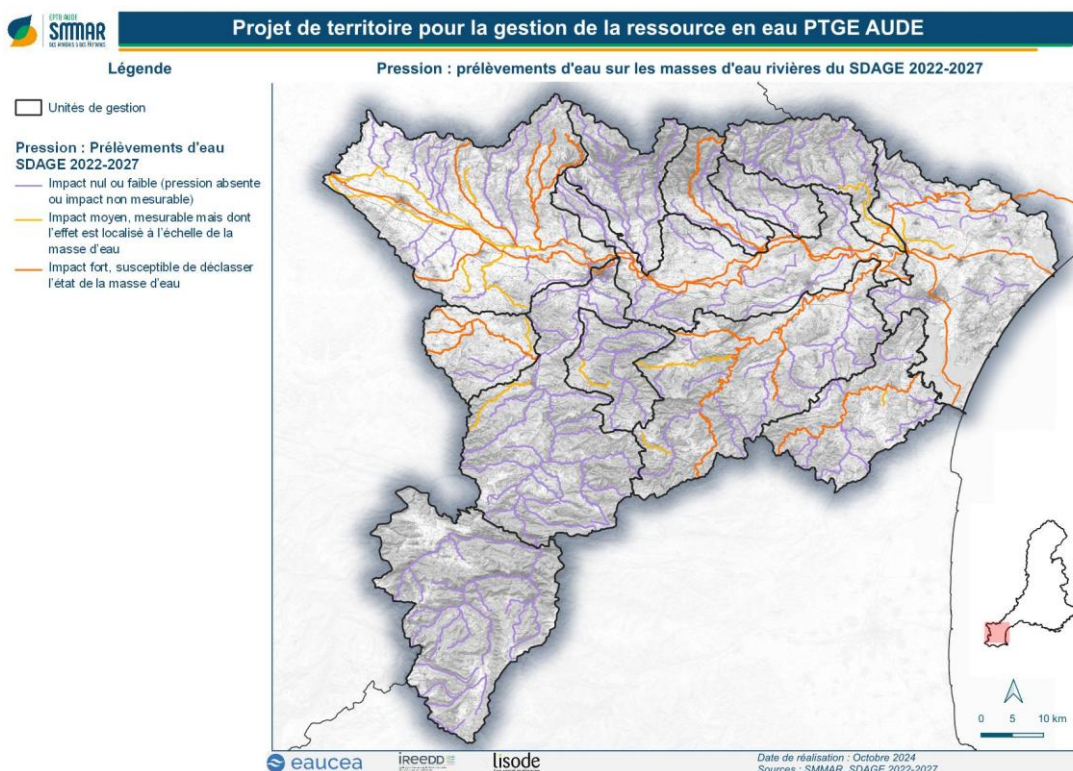 EPTB AUDE
SMMAR
Projet de territoire pour la gestion de la ressource en eau PTGE AUDE
Légende
Pression : prélèvements d'eau sur les masses d'eau rivières du SDAGE 2022-2027
Unités de gestion
Pression : Prélèvements d'eau
SDAGE 2022-2027
Impact nul ou faible (pression absente
ou impact non mesurable)
Impact moyen, mesurable mais dont
l'effet est localisé à l'échelle de la
masse d'eau
Impact fort, susceptible de déclasser
l'état de la masse d'eau
0 5 10 km
eaucea
iREEDD
lisode
Date de réalisation : Octobre 2024
Sources : SMMAR, SDAGE 2022-2027